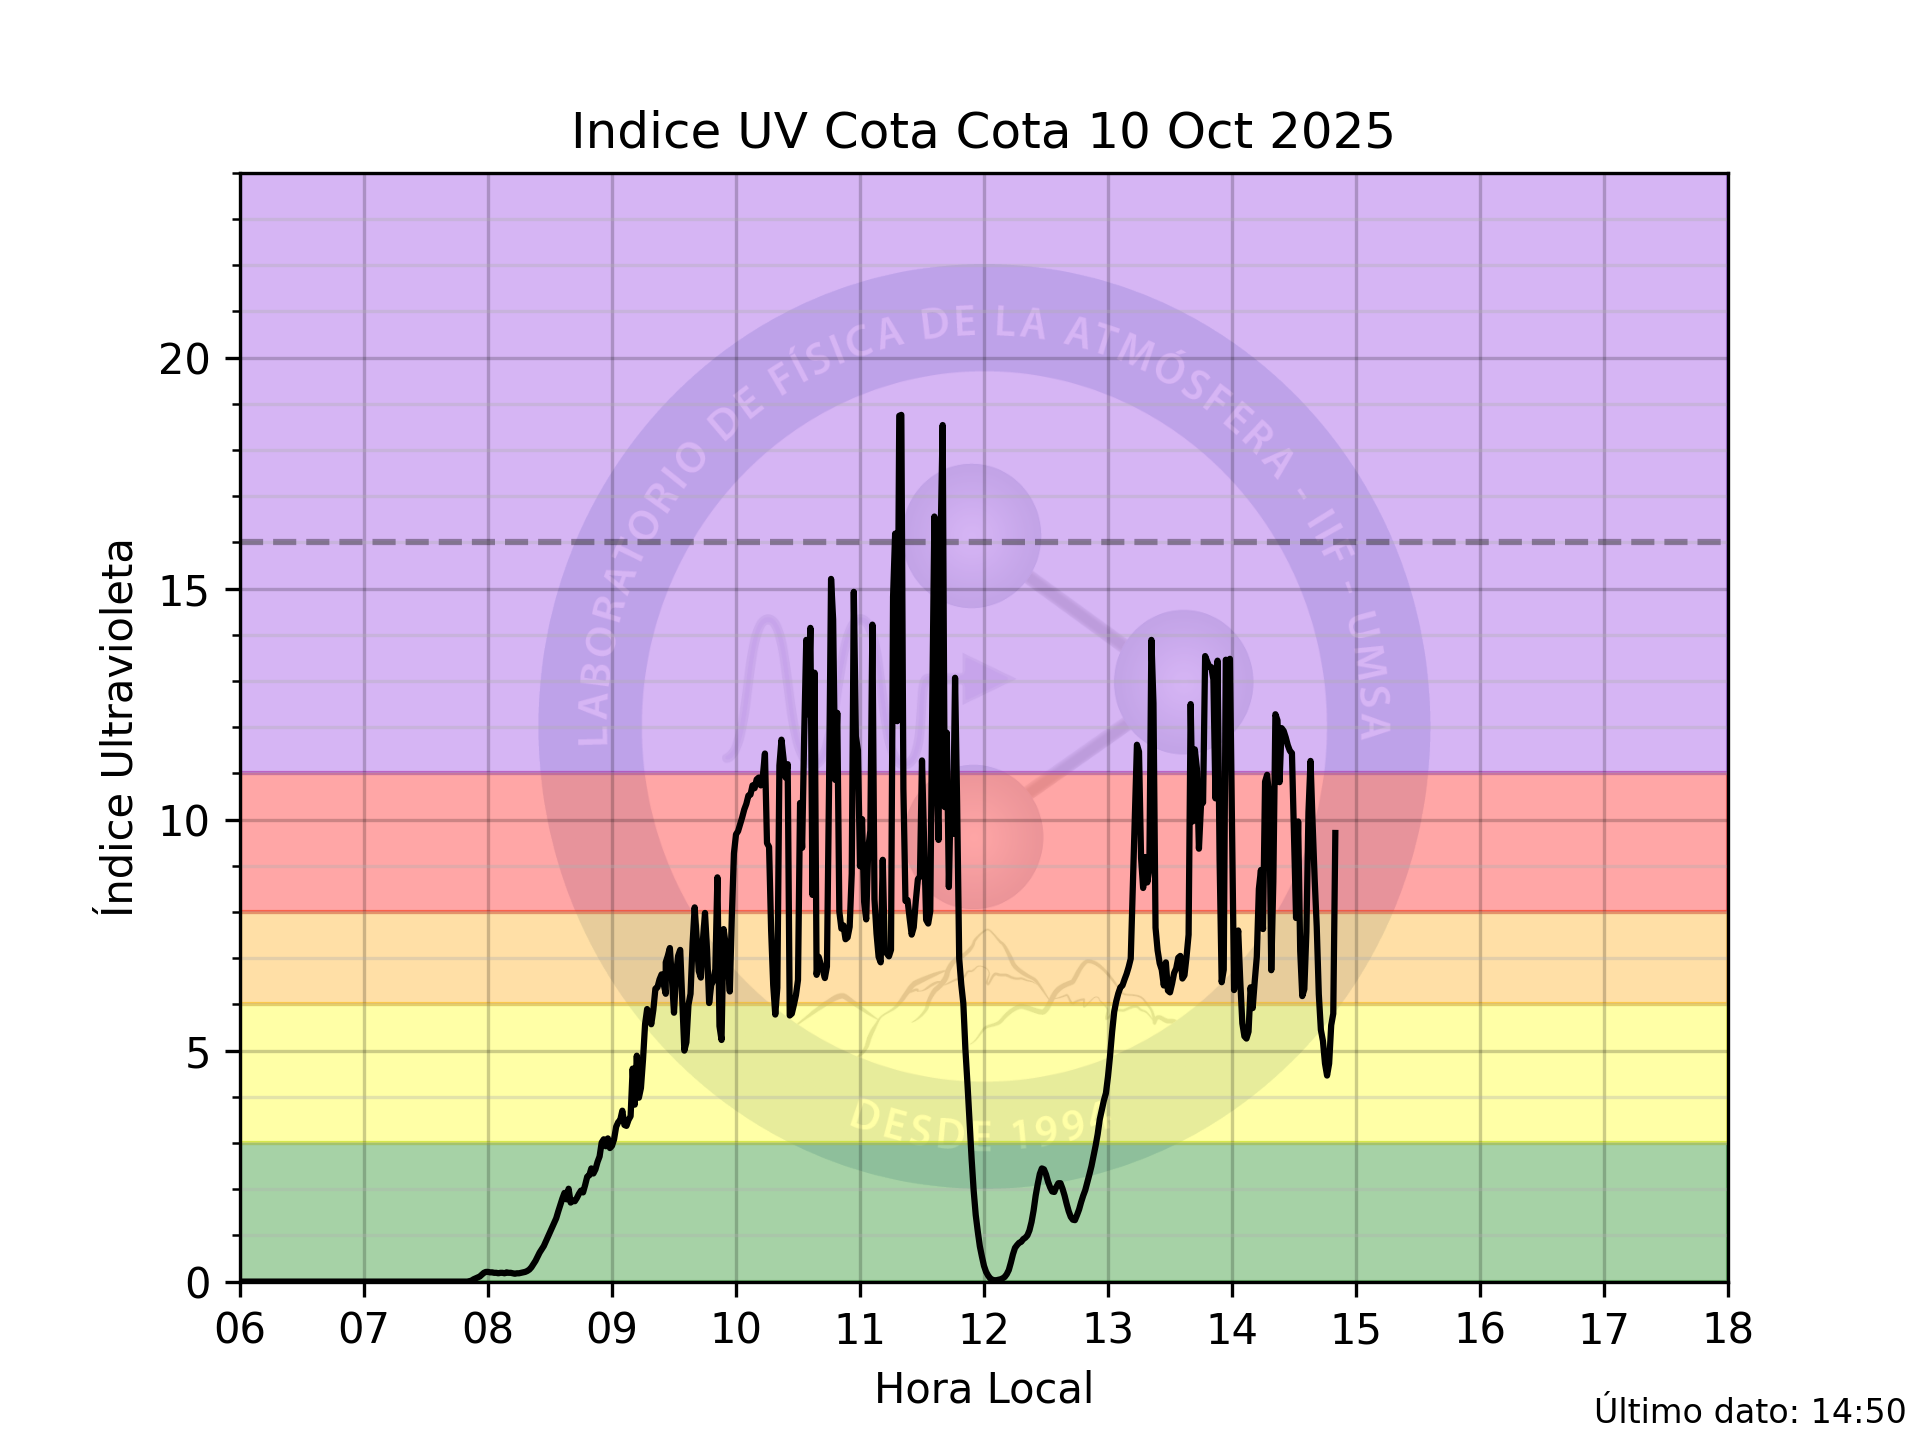 Indice UV Cota Cota 10 Oct 2025
Índice Ultravioleta
20
15
10
5
0
LABORATORIO DE FÍSICA DE LA ATMÓSFERA - IIF - UMSA
DESDE 1994
06 07 08 09 10 11 12 13 14 15 16 17 18
Hora Local
Último dato: 14:50